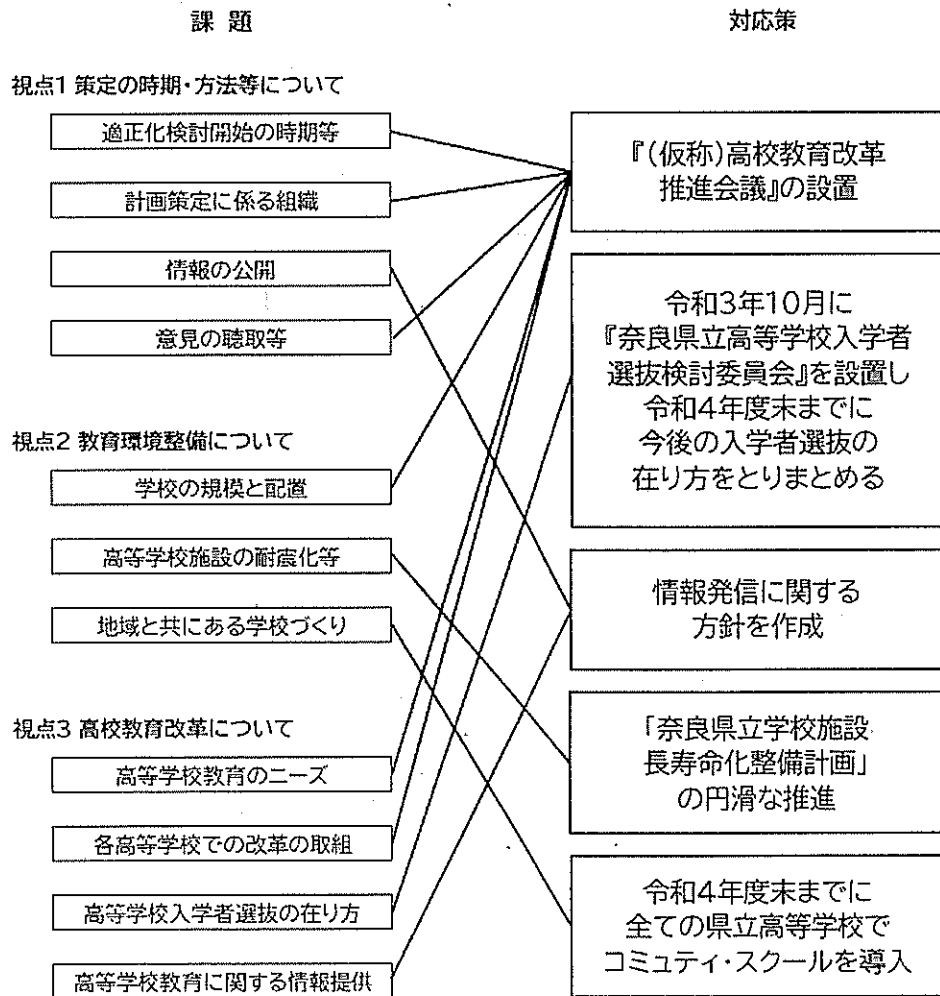 課 題
対応策
視点1 策定の時期・方法等について
適正化検討開始の時期等
計画策定に係る組織
情報の公開
意見の聴取等
視点2 教育環境整備について
学校の規模と配置
高等学校施設の耐震化等
地域と共にある学校づくり
視点3 高校教育改革について
高等学校教育のニーズ
各高等学校での改革の取組
高等学校入学者選抜の在り方
高等学校教育に関する情報提供
『(仮称)高校教育改革
推進会議』の設置
令和3年10月に
『奈良県立高等学校入学者
選抜検討委員会』を設置し
令和4年度末までに
今後の入学者選抜の
在り方をとりまとめる
情報発信に関する
方針を作成
「奈良県立学校施設
長寿命化整備計画」
の円滑な推進
令和4年度末までに
全ての県立高等学校で
コミュティ・スクールを導入